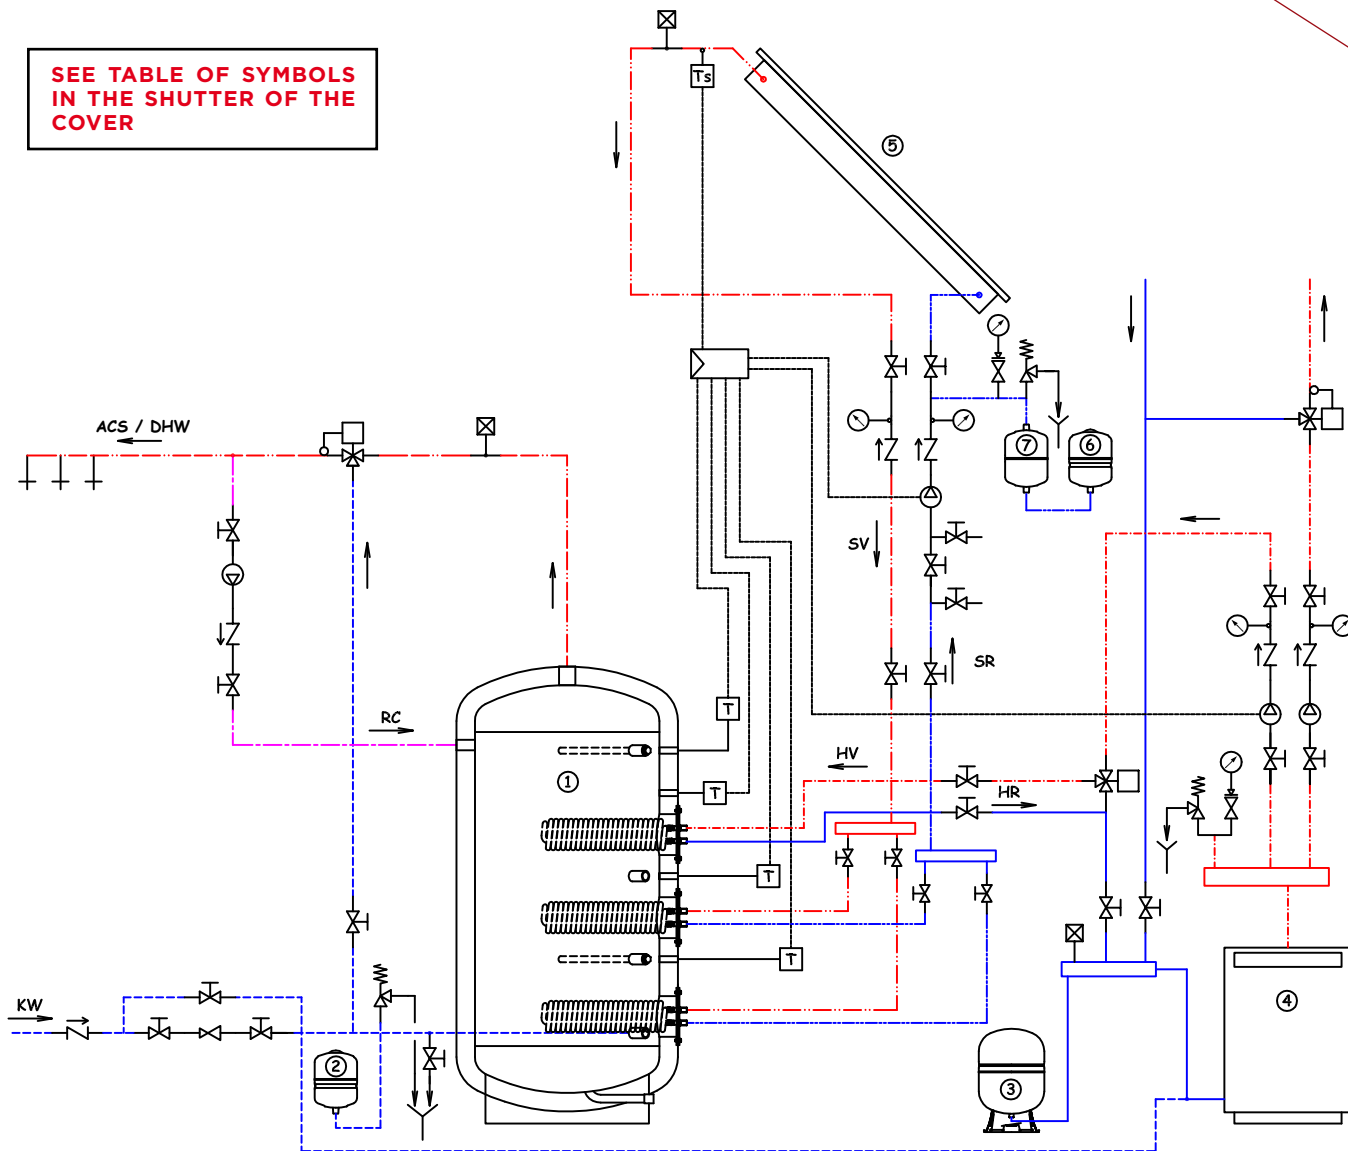 SEE TABLE OF SYMBOLS
IN THE SHUTTER OF THE
COVER
Ts
5
ACS / DHW
7
6
SV
SR
RC
T
HV
1
T
HR
T
T
KW
4
2
3